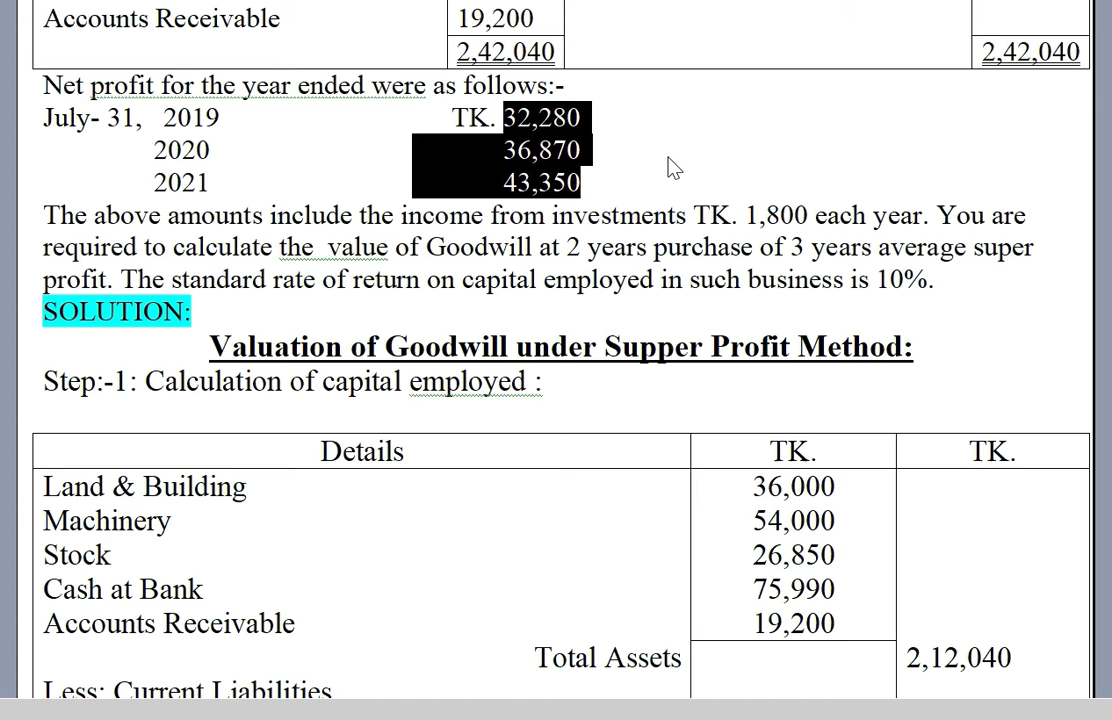 Accounts Receivable 19,200
2,42,040 2,42,040
Net profit for the year ended were as follows:-
July- 31, 2019 TK. 32,280
2020 36,870
2021 43,350
The above amounts include the income from investments TK. 1,800 each year. You are
required to calculate the value of Goodwill at 2 years purchase of 3 years average super
profit. The standard rate of return on capital employed in such business is 10%.
SOLUTION:
Valuation of Goodwill under Supper Profit Method:
Step:-1: Calculation of capital employed :
Details TK. TK.
Land & Building 36,000
Machinery 54,000
Stock 26,850
Cash at Bank 75,990
Accounts Receivable 19,200
Total Assets 2,12,040
Less: Current Liabilities